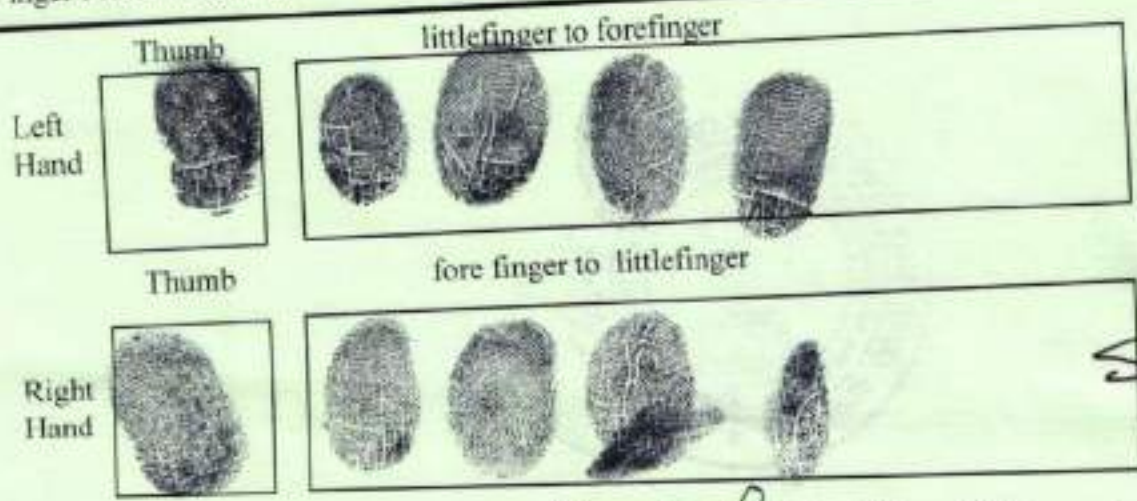 Thumb
littlefinger to forefinger
Left
Hand
Thumb
fore finger to littlefinger
Right
Hand